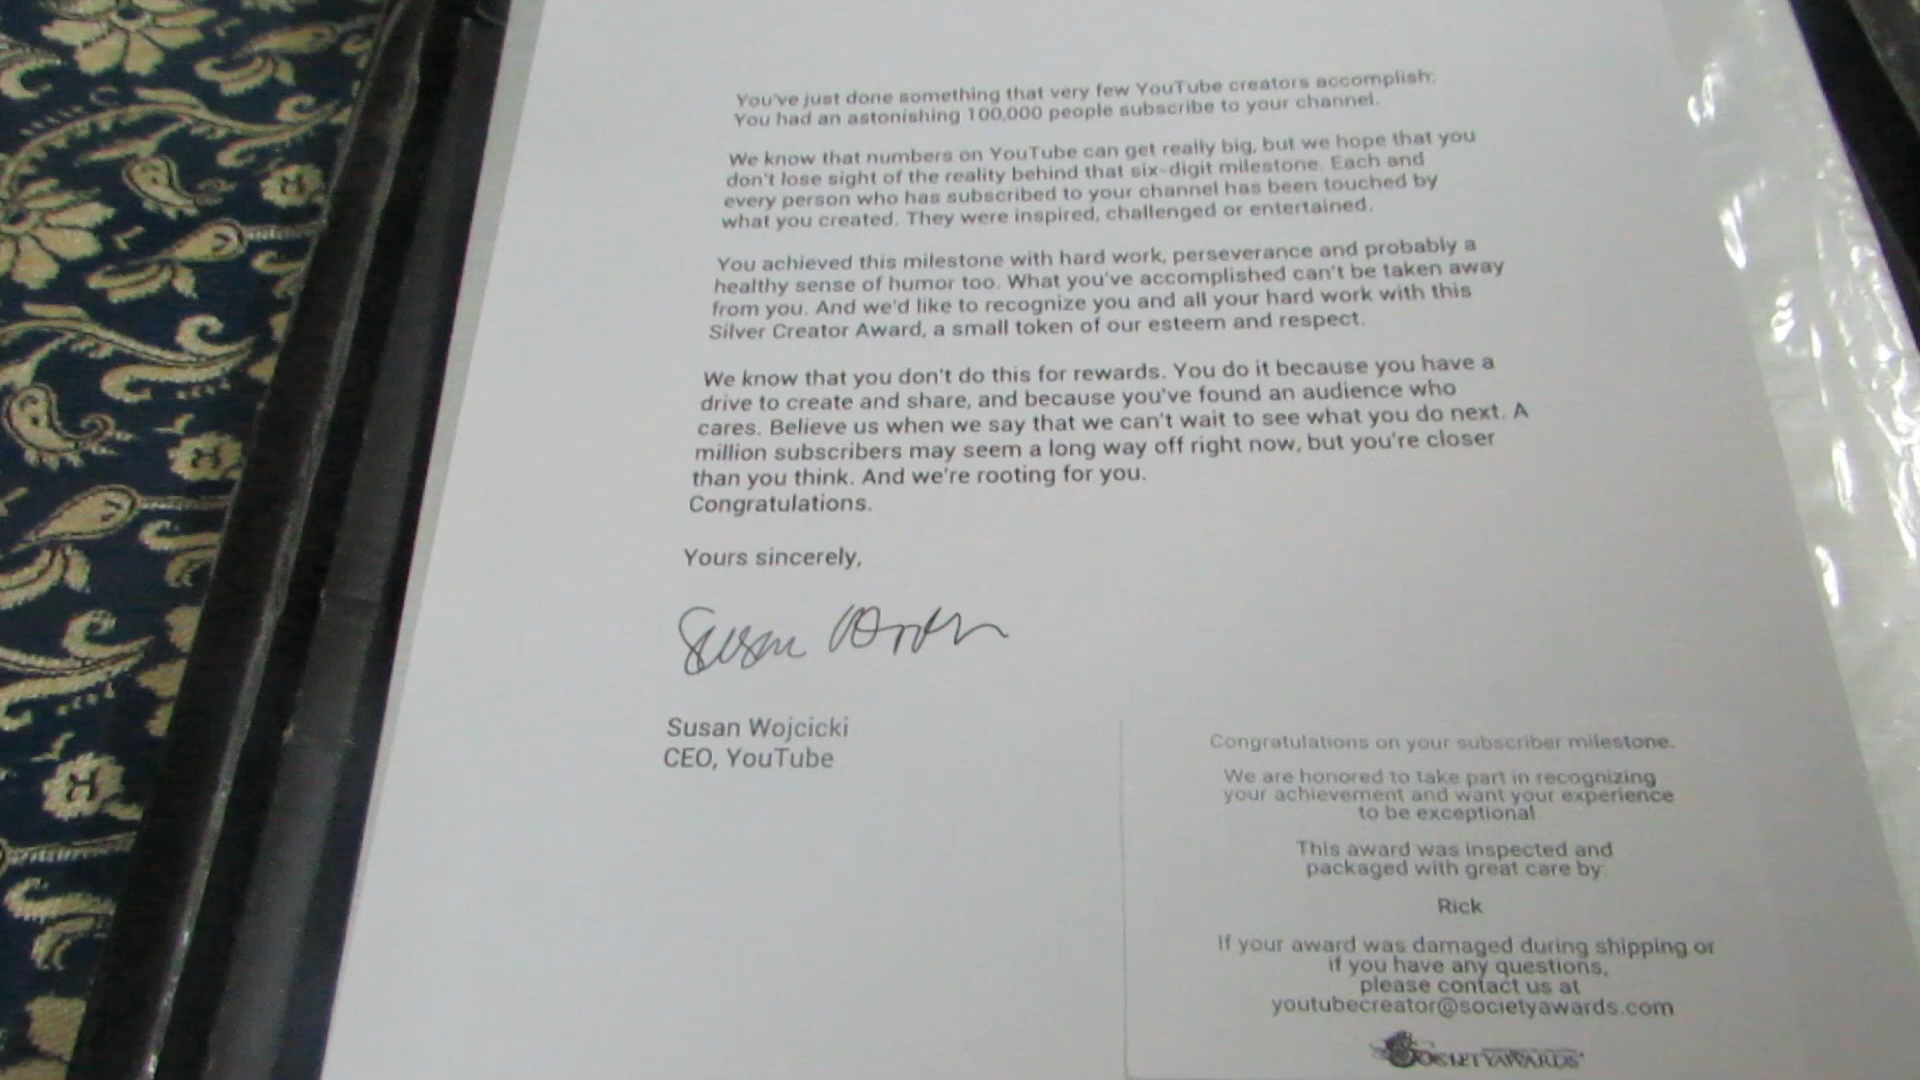 You've just done something that very few YouTube creators accomplish.
You had an astonishing 100,000 people subscribe to your channel.
We know that numbers on YouTube can get really big, but we hope that you
don't lose sight of the reality behind that six-digit milestone. Each and
every person who has subscribed to your channel has been touched by
what you created. They were inspired, challenged or entertained.
You achieved this milestone with hard work, perseverance and probably a
healthy sense of humor too. What you've accomplished can't be taken away
from you. And we'd like to recognize you and all your hard work with this
Silver Creator Award, a small token of our esteem and respect.
We know that you don't do this for rewards. You do it because you have a
drive to create and share, and because you've found an audience who
cares. Believe us when we say that we can't wait to see what you do next. A
million subscribers may seem a long way off right now, but you're closer
than you think. And we're rooting for you.
Congratulations.
Yours sincerely,
Susan Wojcicki
CEO, YouTube
Congratulations on your subscriber milestone.
We are honored to take part in recognizing
your achievement and want your experience
to be exceptional.
This award was inspected and
packaged with great care by:
Rick
If your award was damaged during shipping or
if you have any questions,
please contact us at
youtubecreator@societyawards.com
SOCIETY AWARDS